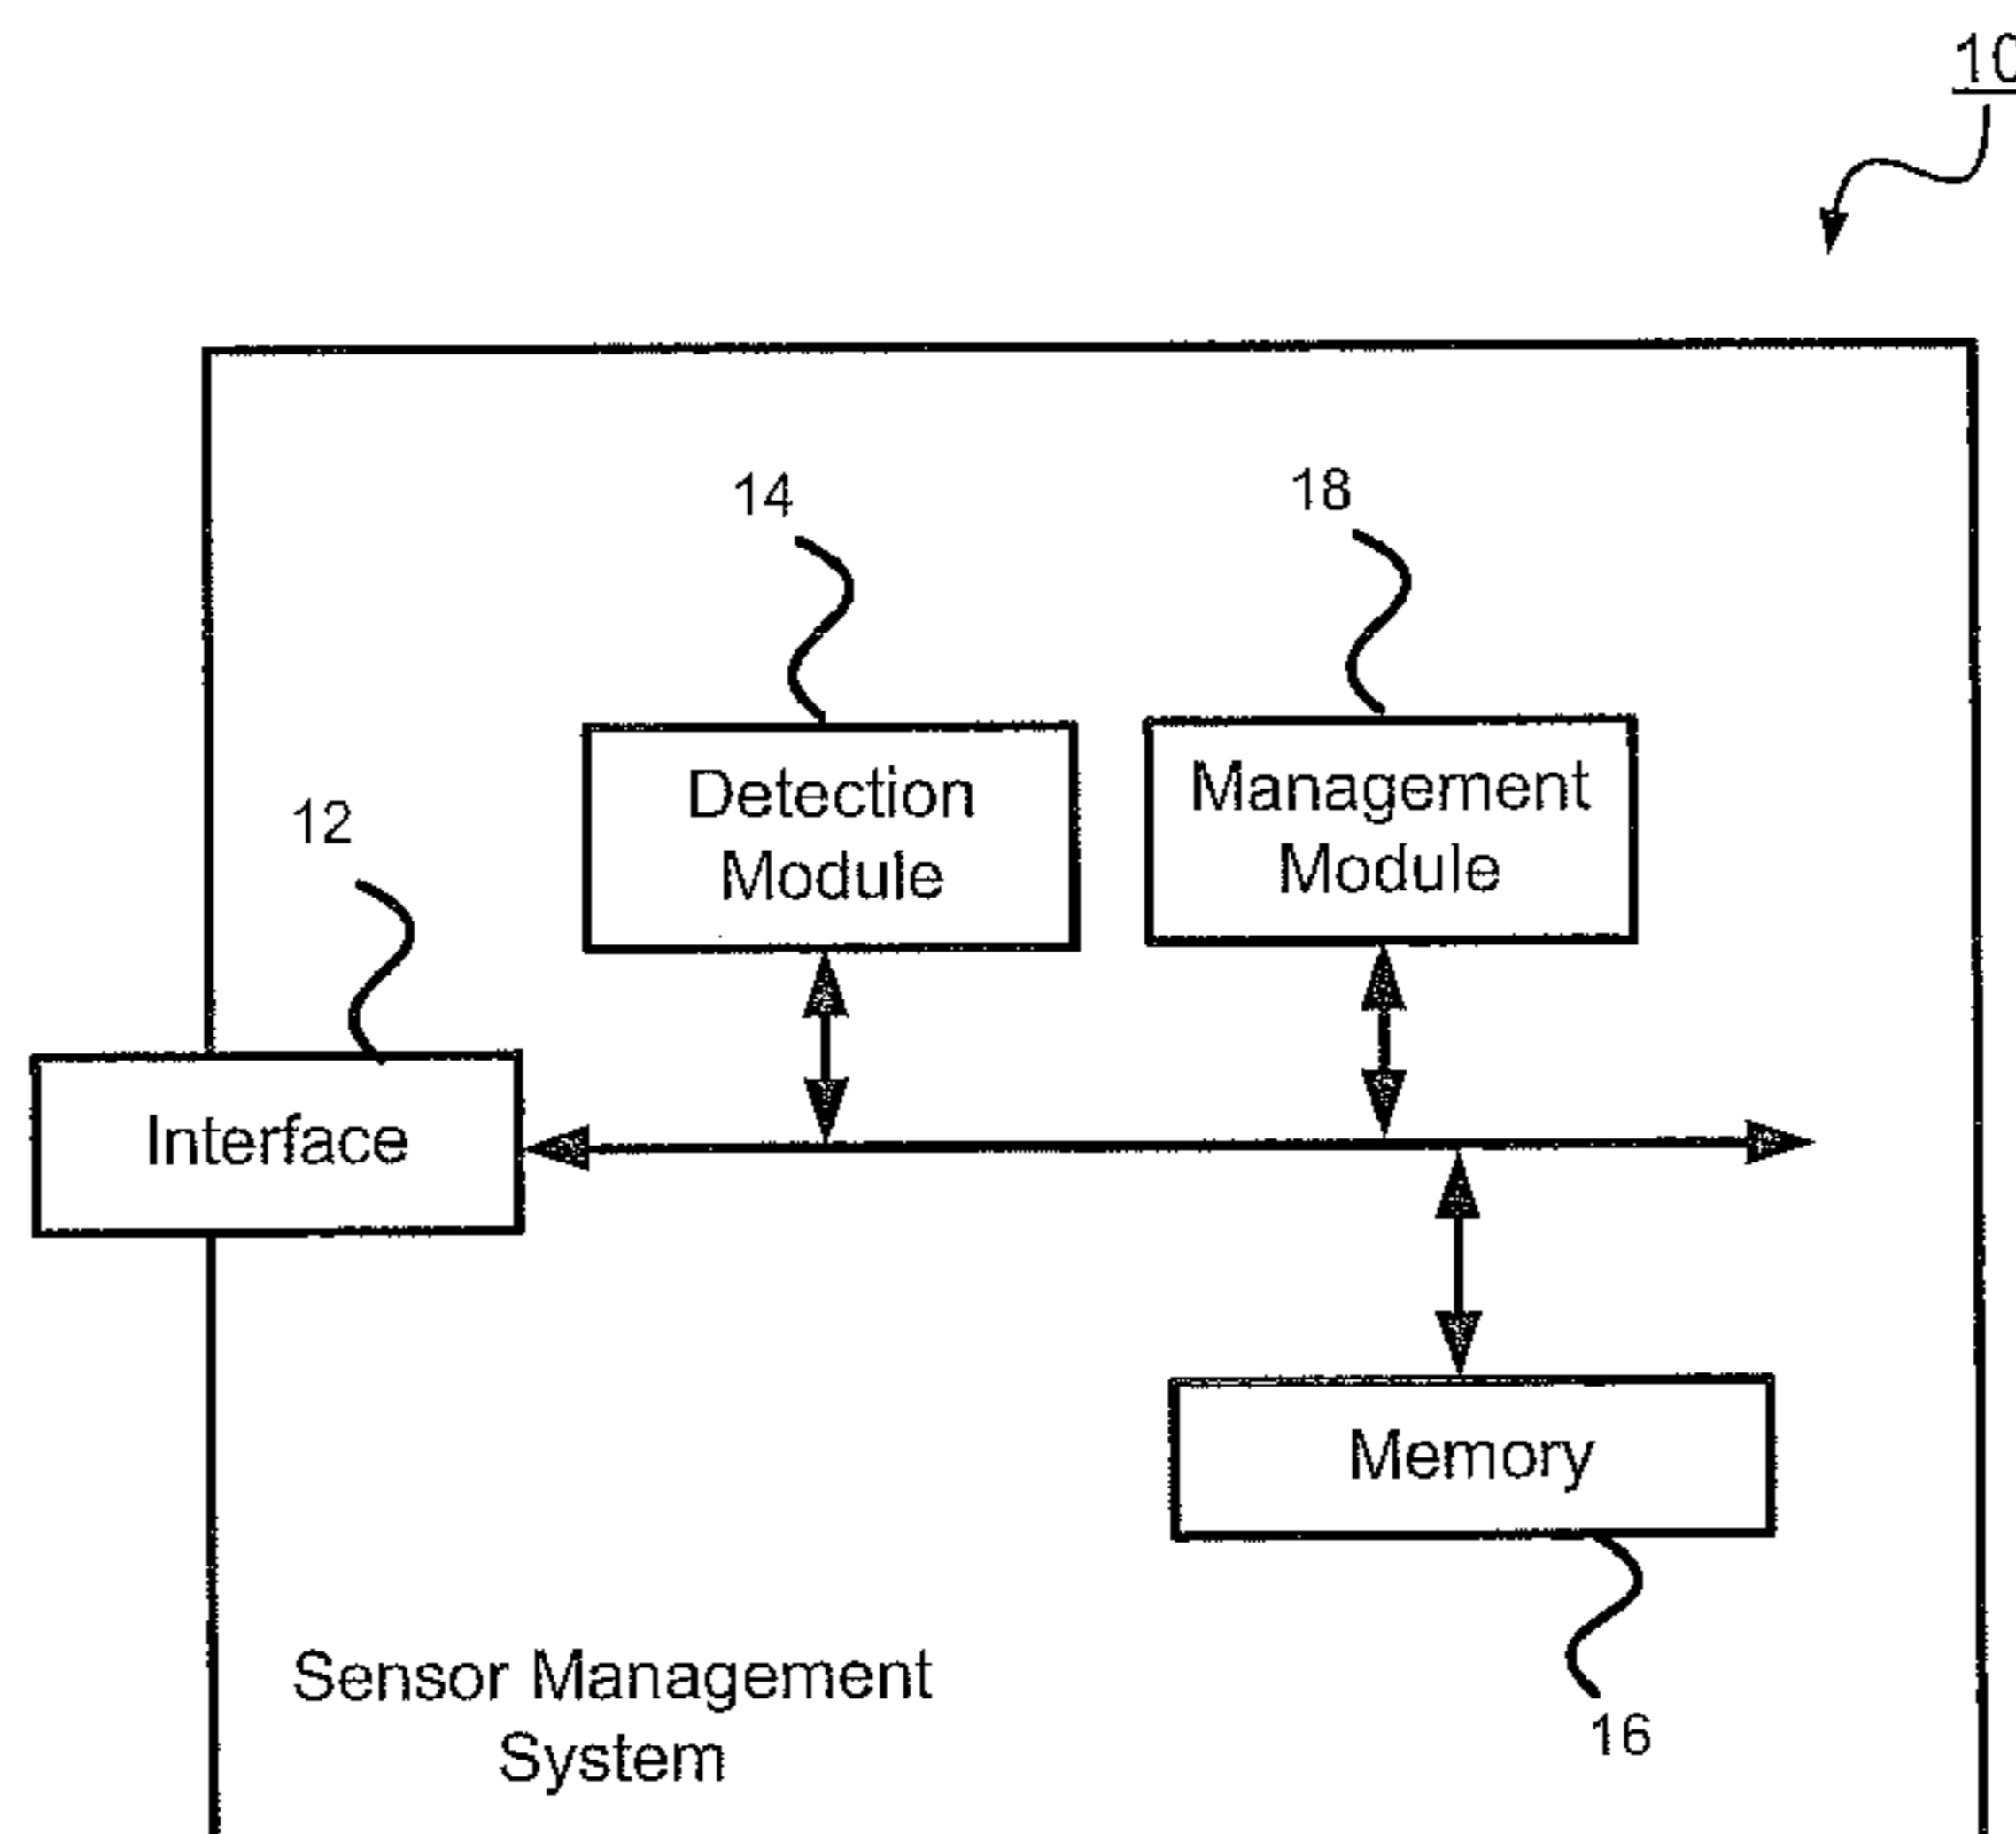 10
14
18
Detection
Module
Management
Module
12
Interface
Memory
16
Sensor Management
System